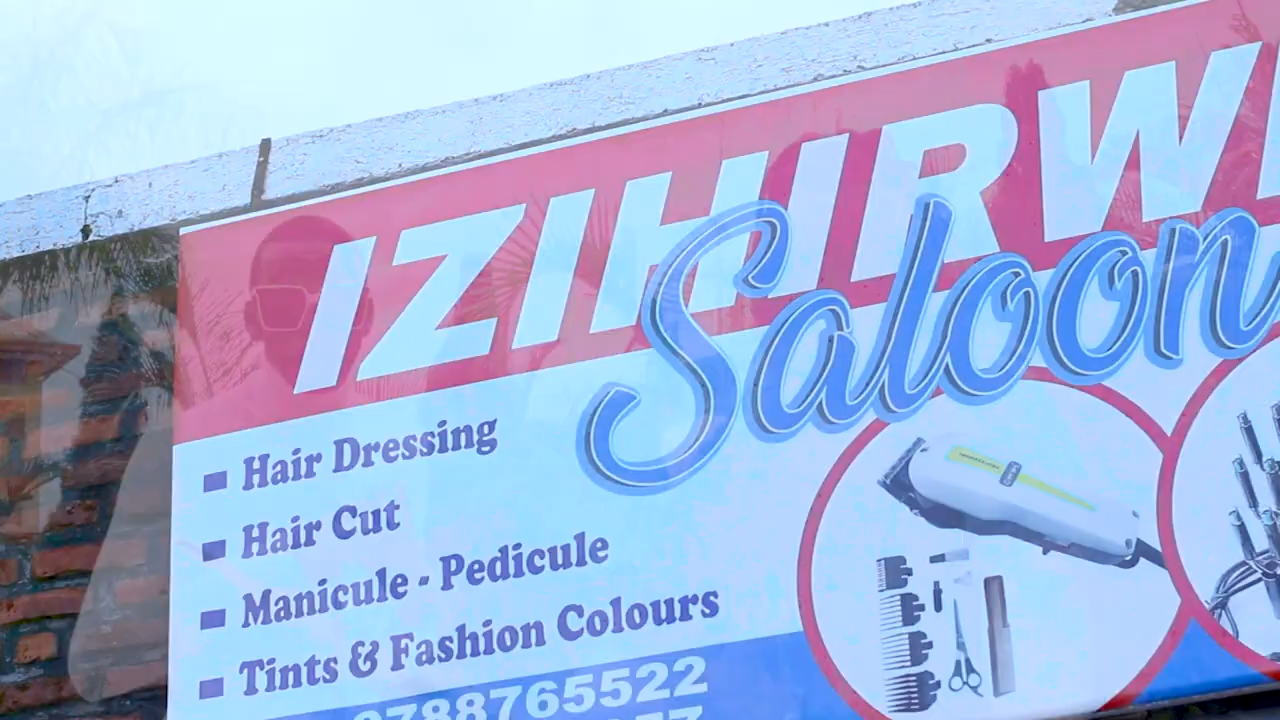 IZIHIRW
Saloon
Hair Dressing
Hair Cut
Manicule - Pedicule
Tints & Fashion Colours
0788765522